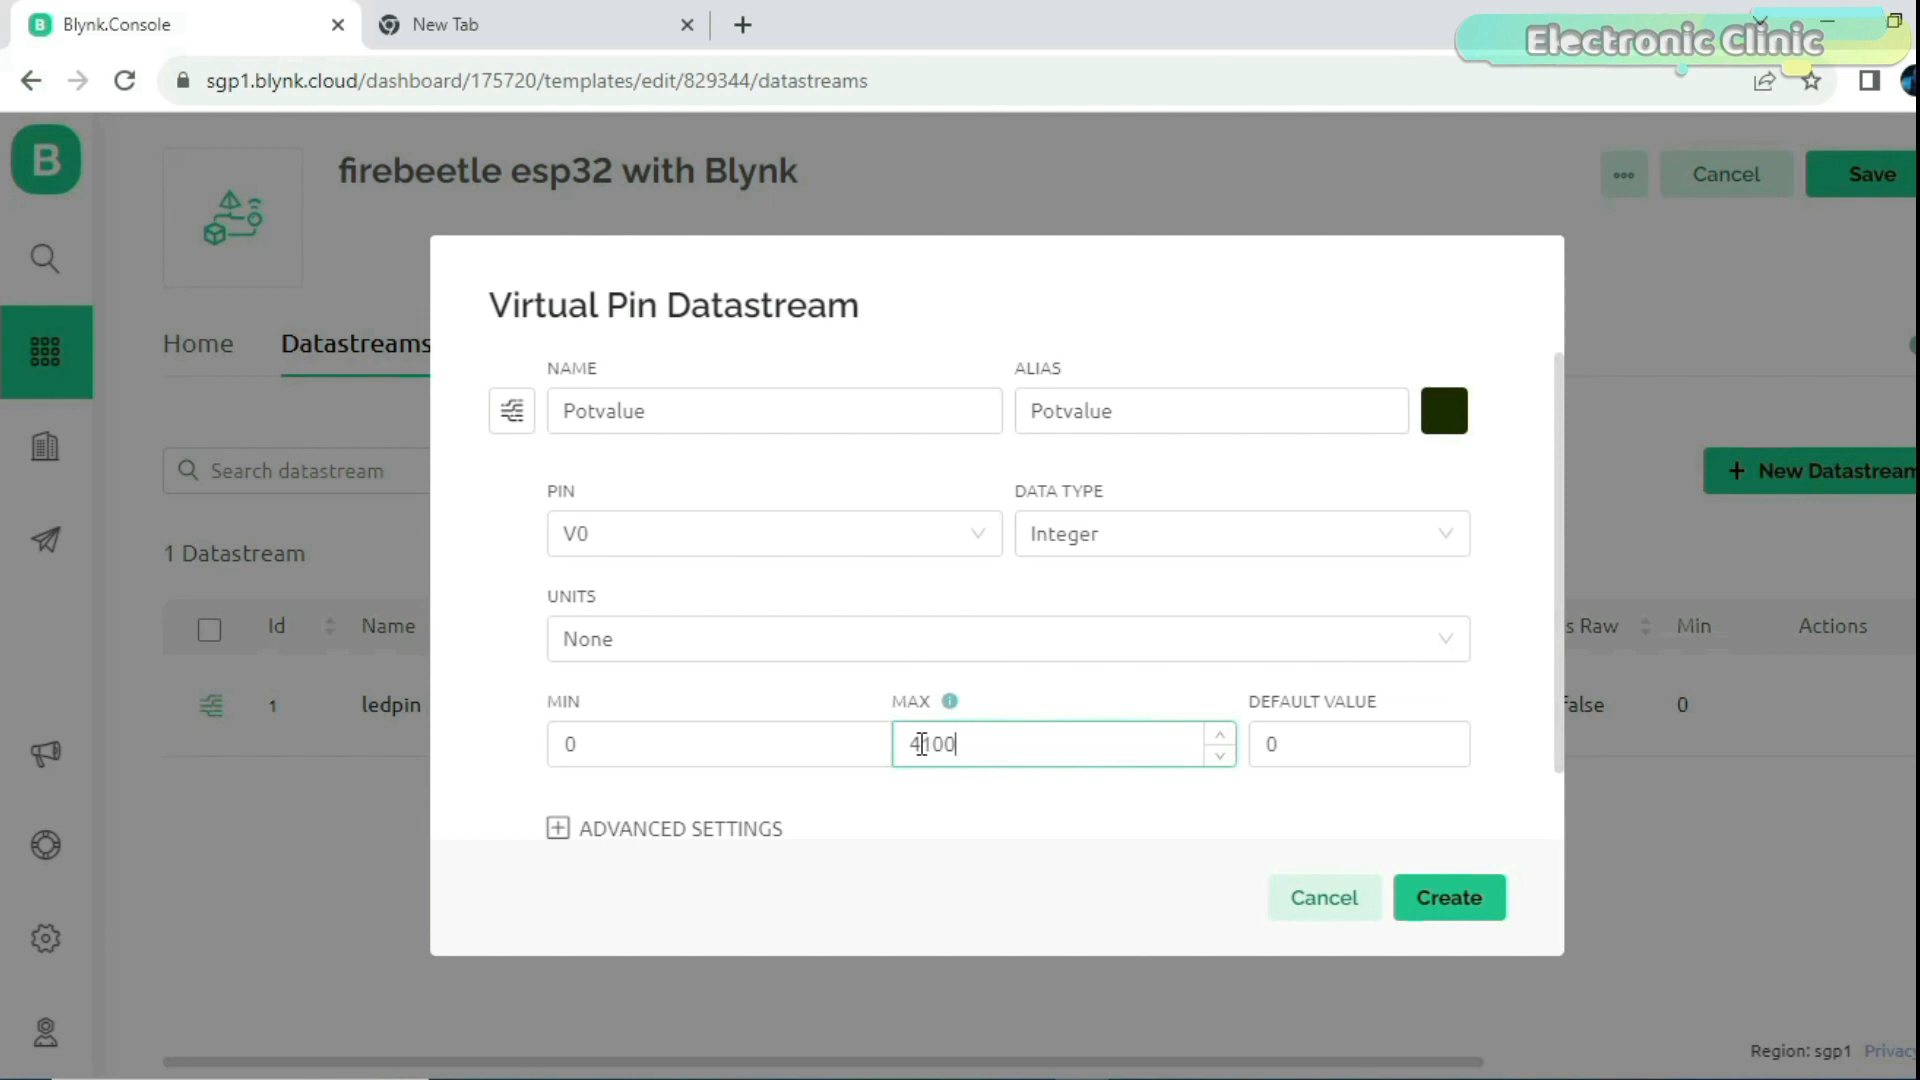 Blynk.Console
New Tab
Electronic Clinic
sgp1.blynk.cloud/dashboard/175720/templates/edit/829344/datastreams
B
firebeetle esp32 with Blynk
Cancel
Save
Home
Datastreams
Search datastream
New Datastream
1 Datastream
Id
Name
s Raw
Min
Actions
1
ledpin
False
0
Virtual Pin Datastream
NAME
ALIAS
Potvalue
Potvalue
PIN
DATA TYPE
V0
Integer
UNITS
None
MIN
MAX
DEFAULT VALUE
0
4100
0
ADVANCED SETTINGS
Cancel
Create
Region: sgp1
Privacy